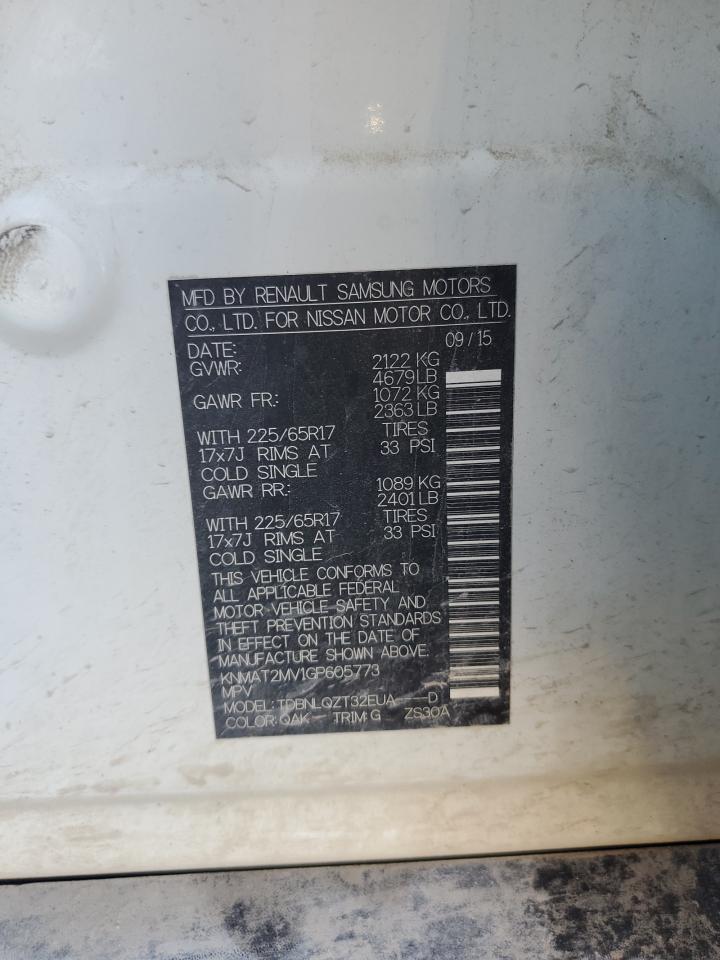 MFD BY RENAULT SAMSUNG MOTORS
CO., LTD. FOR NISSAN MOTOR CO., LTD.
DATE: 09/15
GVWR: 2122 KG
4679 LB
GAWR FR.: 1072 KG
2363 LB
WITH 225/65R17 TIRES
17x7J RIMS AT 33 PSI
COLD SINGLE
GAWR RR.: 1089 KG
2401 LB
WITH 225/65R17 TIRES
17x7J RIMS AT 33 PSI
COLD SINGLE
THIS VEHICLE CONFORMS TO
ALL APPLICABLE FEDERAL
MOTOR VEHICLE SAFETY AND
THEFT PREVENTION STANDARDS
IN EFFECT ON THE DATE OF
MANUFACTURE SHOWN ABOVE.
KNMAT2MV1GP605773
MPV
MODEL: TDBNLQZT32EUA----D
COLOR: QAK-- TRIM: G ZS30A